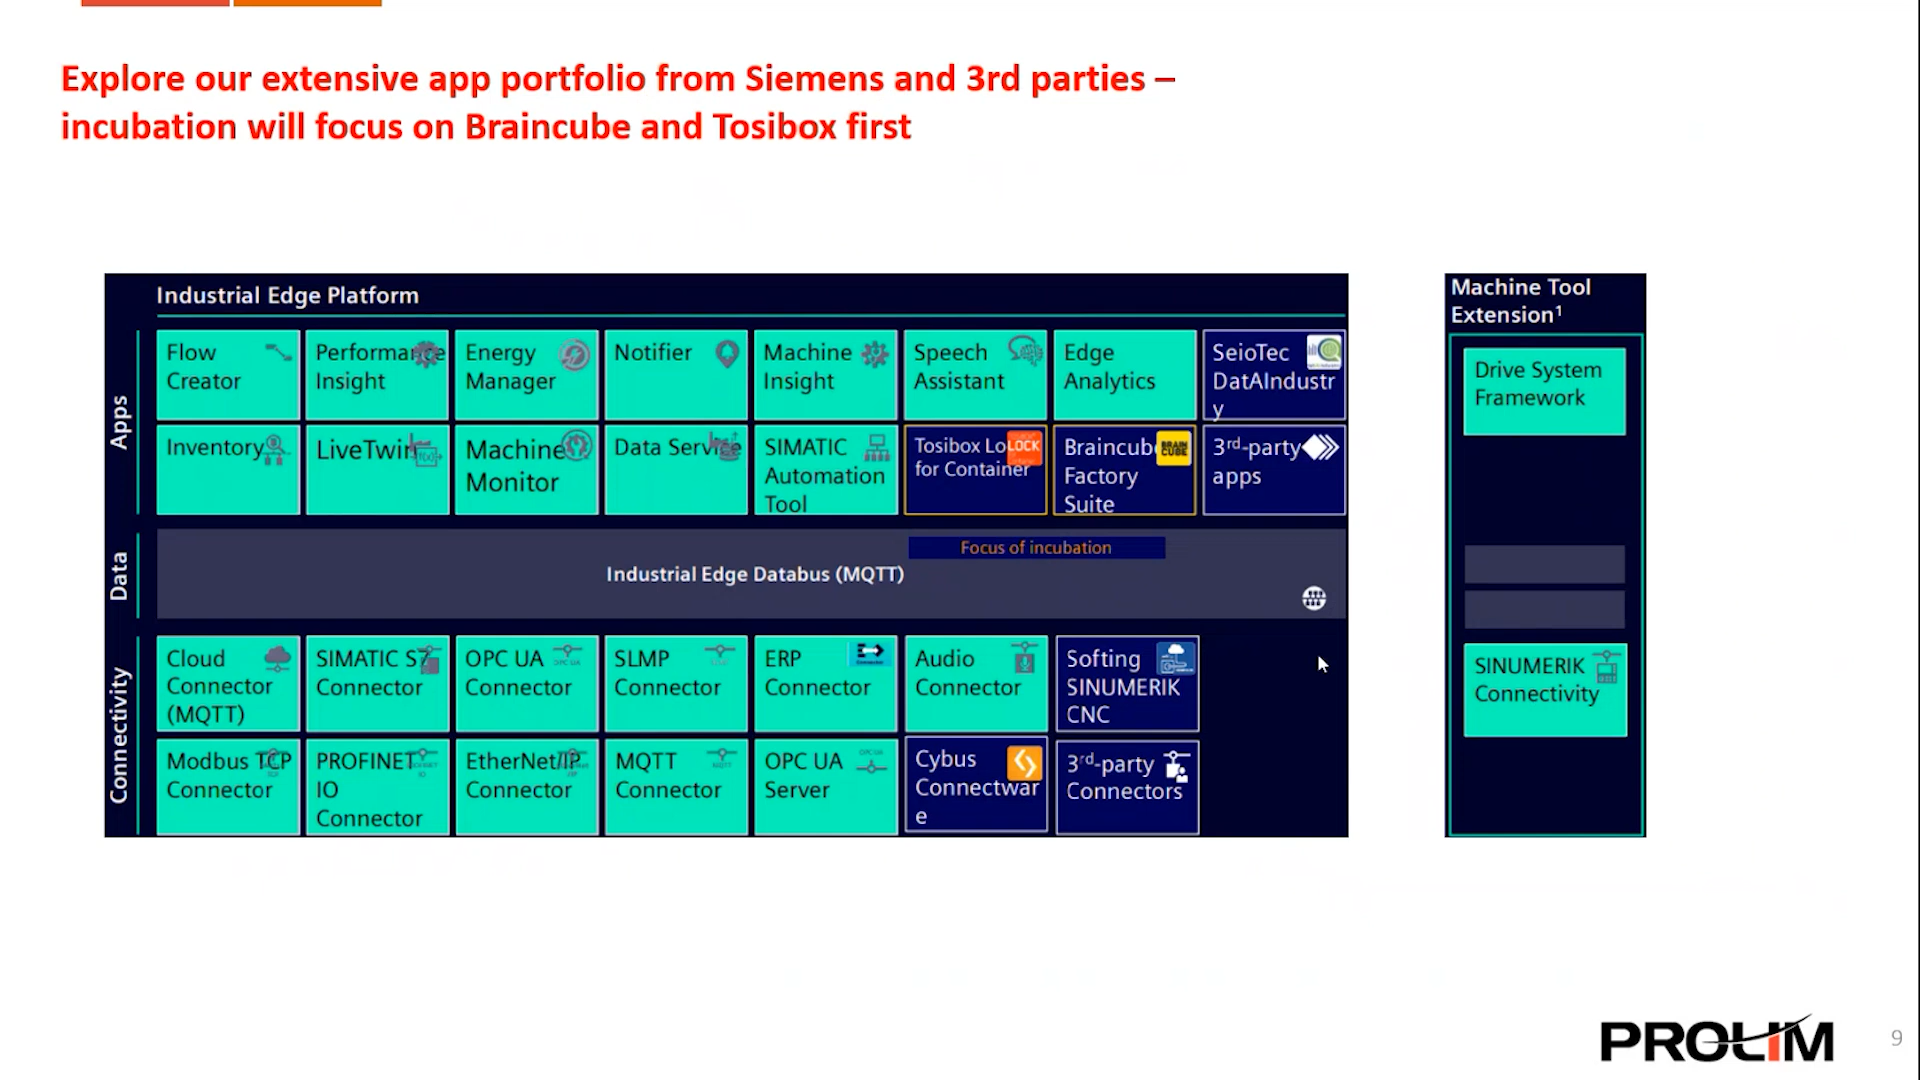 Explore our extensive app portfolio from Siemens and 3rd parties –
incubation will focus on Braincube and Tosibox first
Industrial Edge Platform
Apps
Flow
Creator
Performance
Insight
Energy
Manager
Notifier
Machine
Insight
Speech
Assistant
Edge
Analytics
SeioTec
DatAIndustr
y
Inventory
LiveTwin
Machine
Monitor
Data Service
SIMATIC
Automation
Tool
Tosibox Lo
for Container
LOCK
Braincub
Factory
Suite
BRAIN
CUBE
3rd-party
apps
Data
Focus of incubation
Industrial Edge Databus (MQTT)
Connectivity
Cloud
Connector
(MQTT)
SIMATIC S7
Connector
OPC UA
Connector
SLMP
Connector
ERP
Connector
Audio
Connector
Softing
SINUMERIK
CNC
Modbus TCP
Connector
PROFINET
IO
Connector
EtherNet/IP
Connector
MQTT
Connector
OPC UA
Server
Cybus
Connectwar
e
3rd-party
Connectors
Machine Tool
Extension¹
Drive System
Framework
SINUMERIK
Connectivity
PROLIM
9